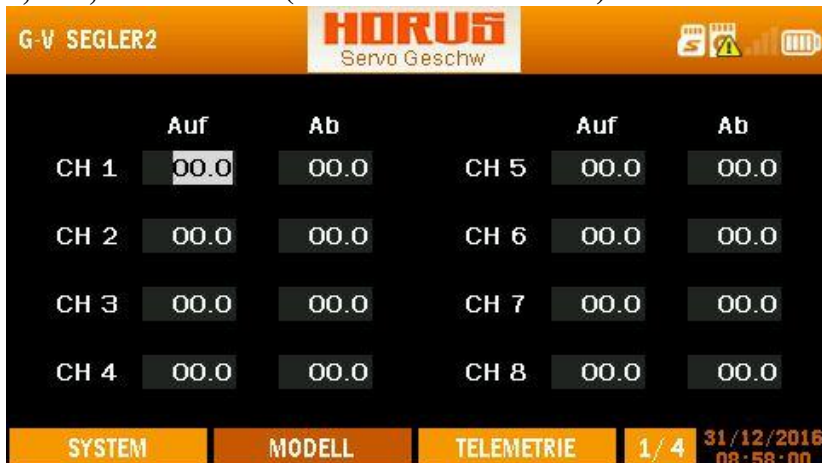 G-V SEGLER2
HORUS
Servo Geschw
Auf Ab Auf Ab
CH 1 00.0 00.0 CH 5 00.0 00.0
CH 2 00.0 00.0 CH 6 00.0 00.0
CH 3 00.0 00.0 CH 7 00.0 00.0
CH 4 00.0 00.0 CH 8 00.0 00.0
SYSTEM MODELL TELEMETRIE 1/4 31/12/2016
08:58:00